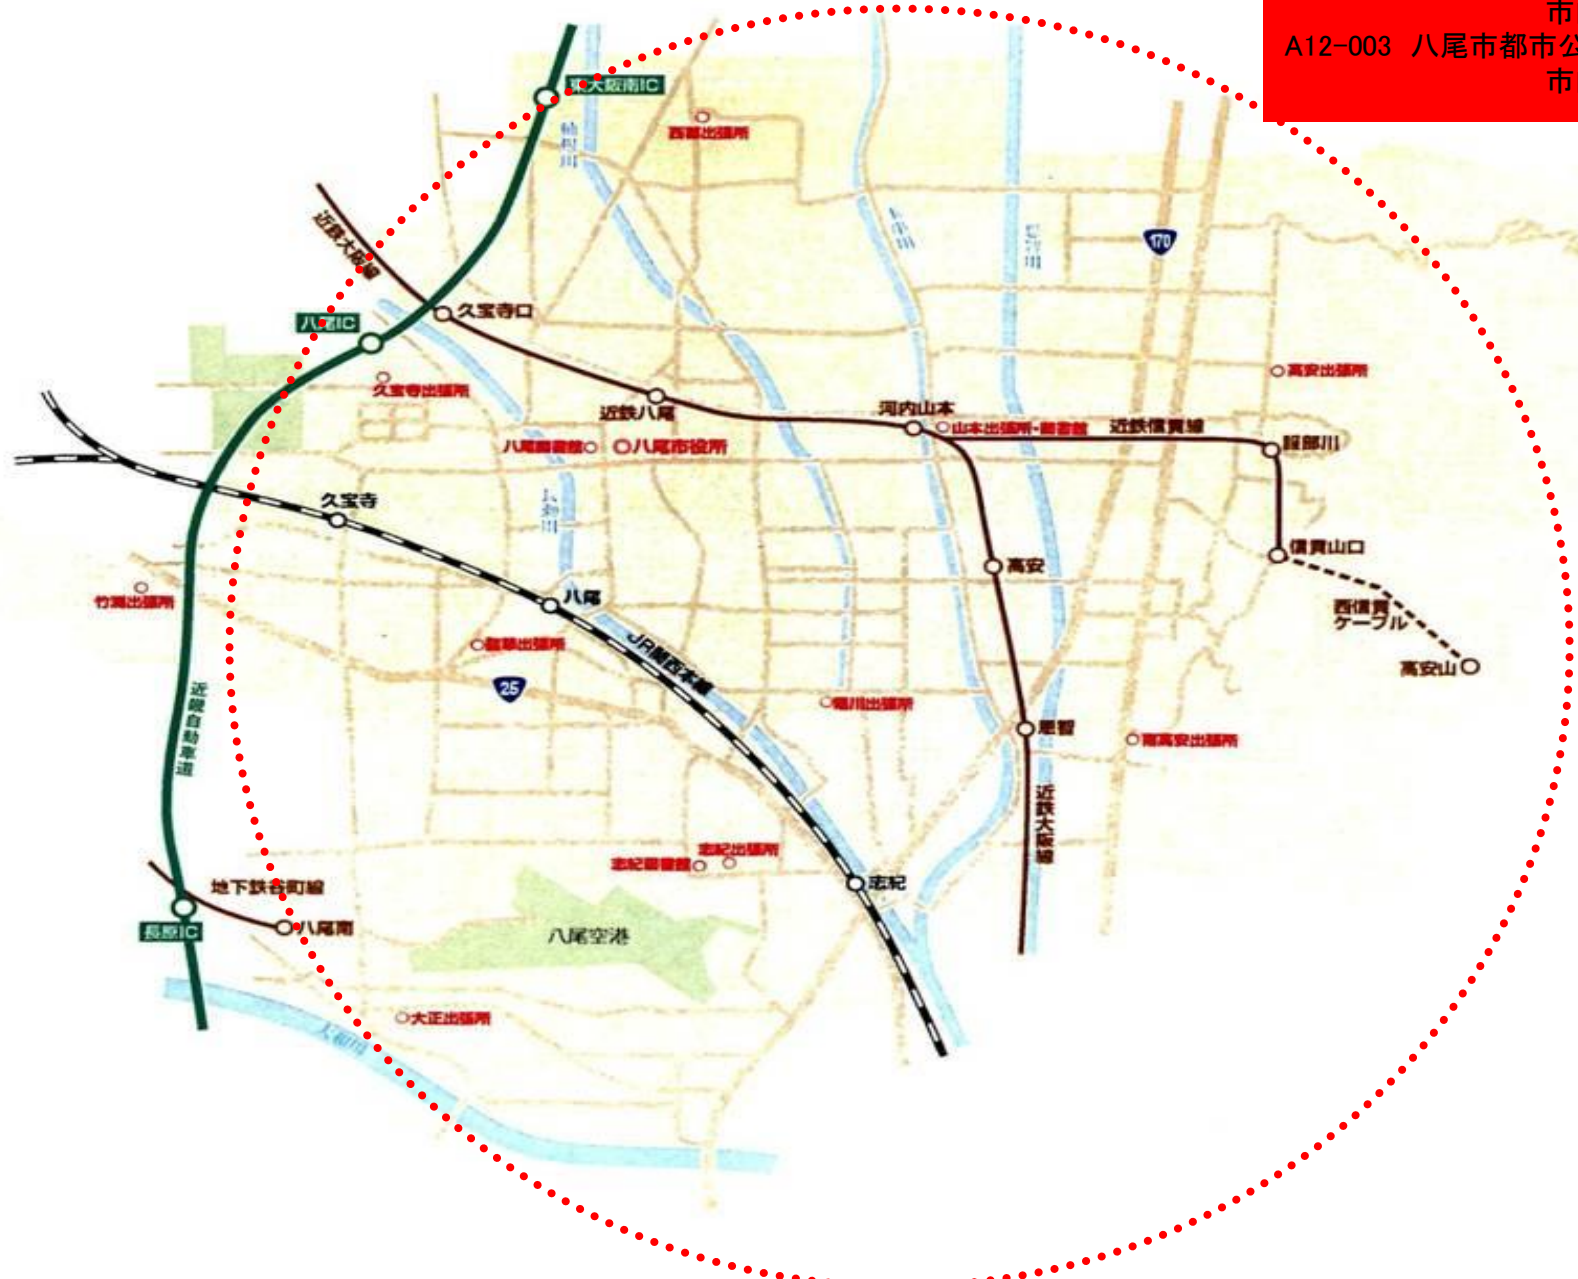 市
A12-003 八尾市都市公
市
東大阪南IC
西郡出張所
近鉄大阪線
170
久宝寺口
八尾IC
久宝寺出張所
高安出張所
近鉄八尾
河内山本
山本出張所・図書館
近鉄信貴線
服部川
八尾図書館
八尾市役所
久宝寺
信貴山口
高安
竹渕出張所
八尾
西信貴
ケーブル
龍華出張所
JR関西本線
高安山
25
曙川出張所
近畿自動車道
恩智
南高安出張所
近鉄大阪線
志紀図書館
志紀出張所
志紀
地下鉄谷町線
長原IC
八尾南
八尾空港
大正出張所
大和川